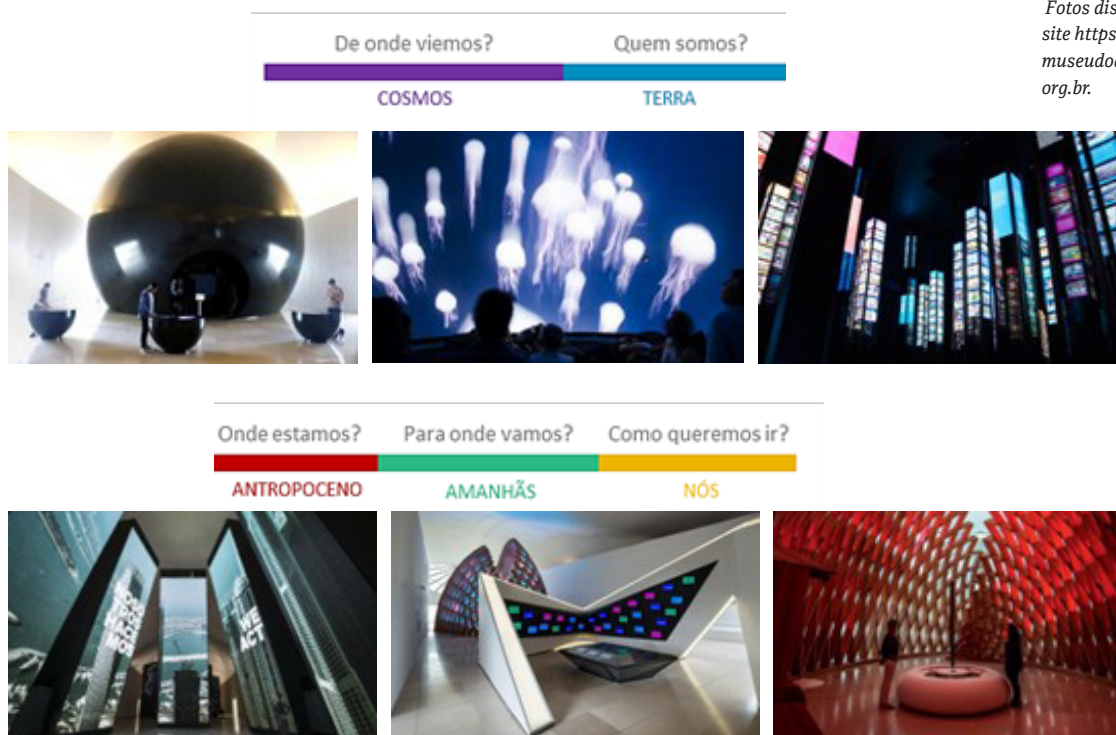 Fotos dis
site https
museudoa
org.br.
De onde viemos? Quem somos?
COSMOS TERRA
Onde estamos? Para onde vamos? Como queremos ir?
ANTROPOCENO AMANHÃS NÓS
WE
ACT